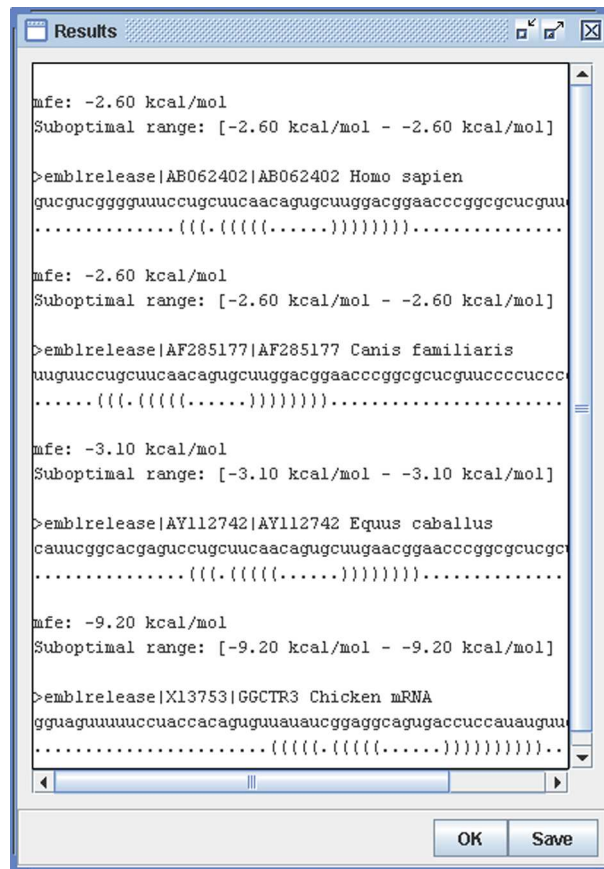 Results
mfe: -2.60 kcal/mol
Suboptimal range: [-2.60 kcal/mol - -2.60 kcal/mol]
>emblrelease|AB062402|AB062402 Homo sapien
gucgucgggguuuccugcuucaacagugcuuggacggaacccggcgcucguu
..............(((.(((((......))))))))...............
mfe: -2.60 kcal/mol
Suboptimal range: [-2.60 kcal/mol - -2.60 kcal/mol]
>emblrelease|AF285177|AF285177 Canis familiaris
uuguuccugcuucaacagugcuuggacggaacccggcgcucguuccccuccc
......(((.(((((......)))))))).......................
mfe: -3.10 kcal/mol
Suboptimal range: [-3.10 kcal/mol - -3.10 kcal/mol]
>emblrelease|AY112742|AY112742 Equus caballus
cauucggcacgaguccugcuucaacagugcuugaacggaacccggcgcucgc
...............(((.(((((......))))))))..............
mfe: -9.20 kcal/mol
Suboptimal range: [-9.20 kcal/mol - -9.20 kcal/mol]
>emblrelease|X13753|GGCTR3 Chicken mRNA
gguaguuuuuccuaccacaguguuauaucggaggcagugaccuccauauguu
.......................(((((.(((((......))))))))))..
OK Save